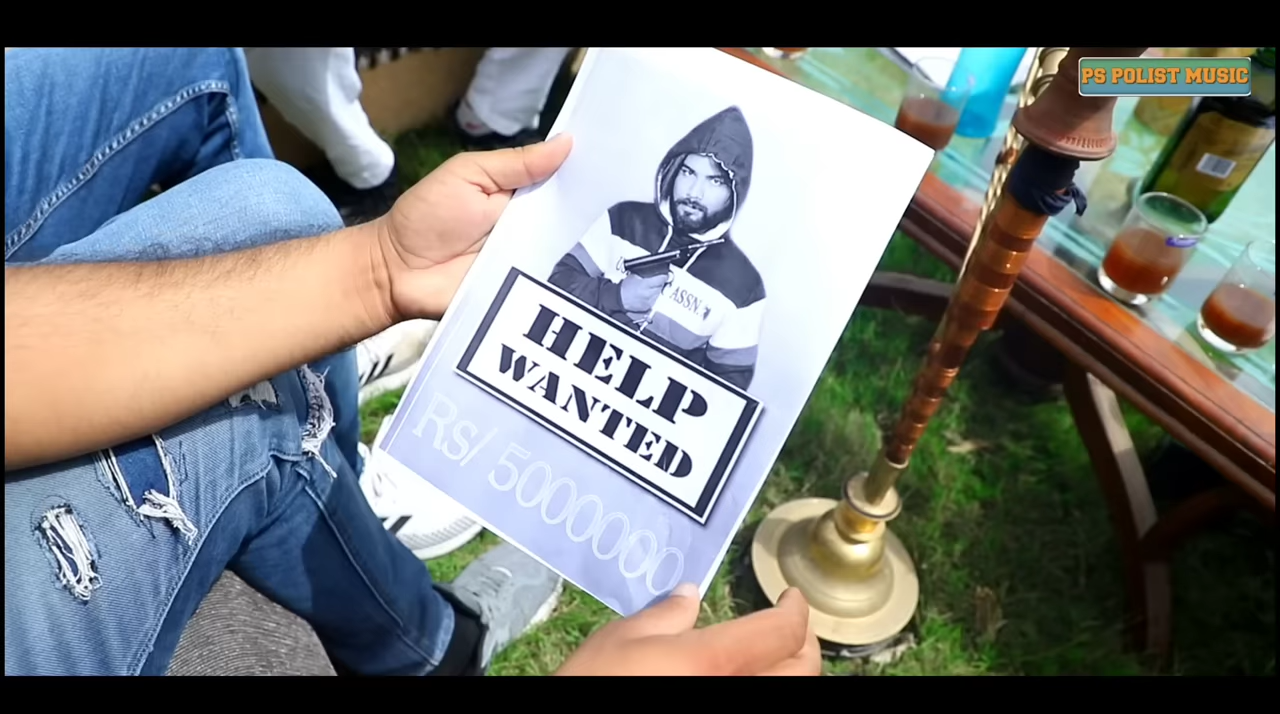 PS POLIST MUSIC
ASSN.
HELP
WANTED
Rs/ 5000000